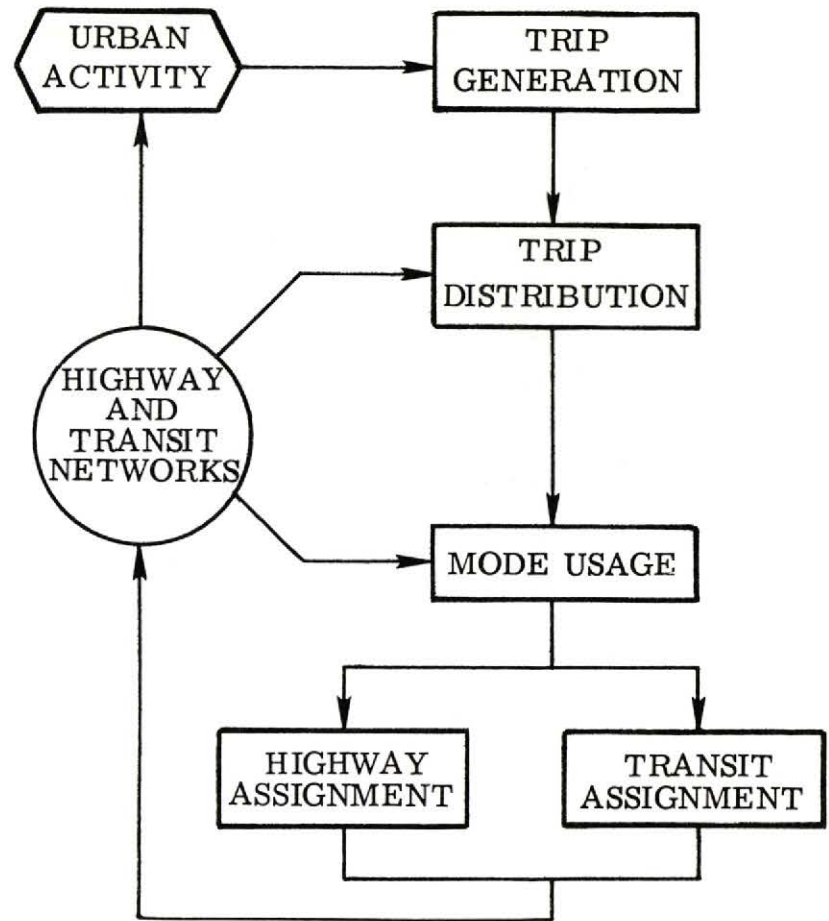 URBAN
ACTIVITY
TRIP
GENERATION
TRIP
DISTRIBUTION
HIGHWAY
AND
TRANSIT
NETWORKS
MODE USAGE
HIGHWAY
ASSIGNMENT
TRANSIT
ASSIGNMENT